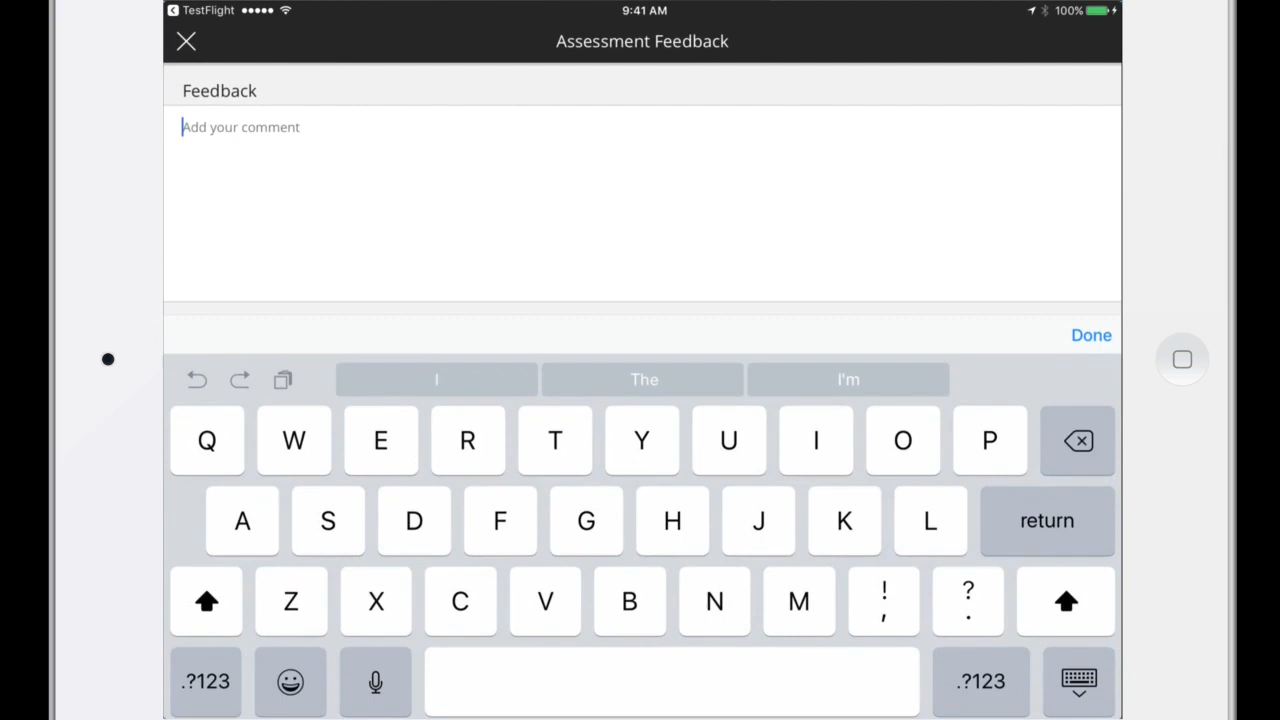 TestFlight 9:41 AM 100%
Assessment Feedback
Feedback
Add your comment
Done
I The I'm
Q W E R T Y U I O P
A S D F G H J K L return
Z X C V B N M ! , ? .
.?123 .?123